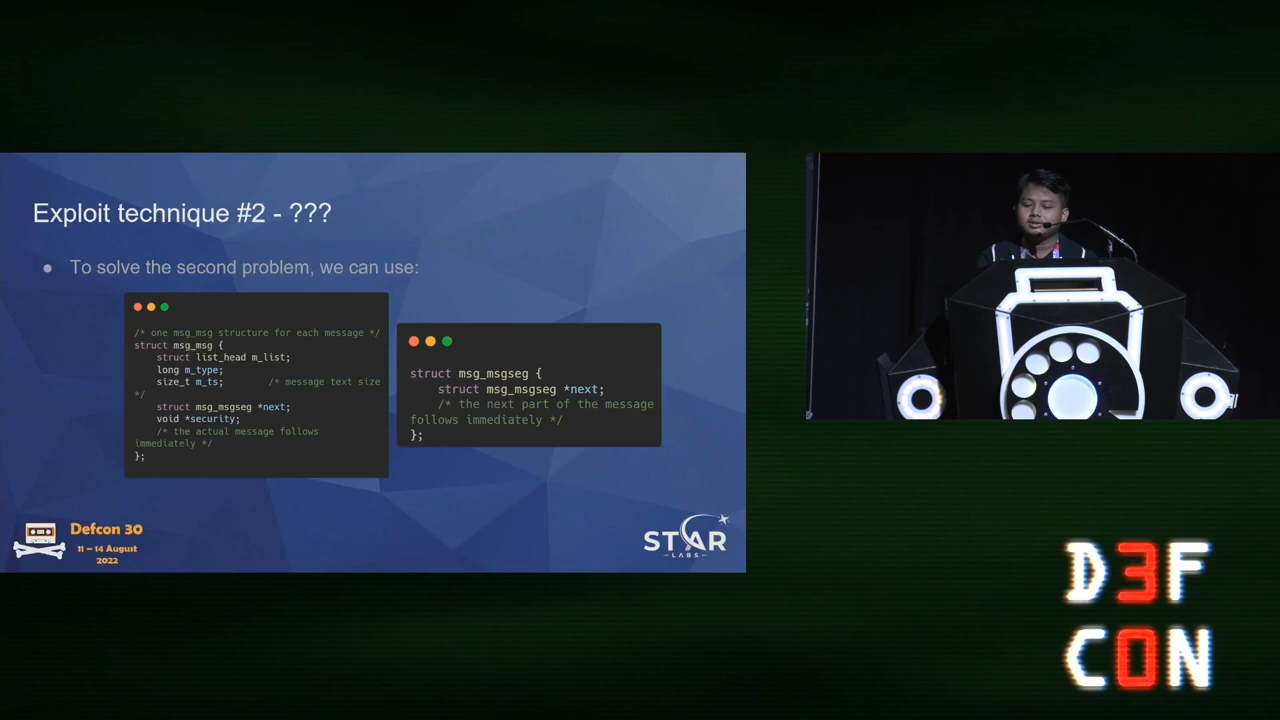 Exploit technique #2 - ???
● To solve the second problem, we can use:
/* one msg_msg structure for each message */
struct msg_msg {
    struct list_head m_list;
    long m_type;
    size_t m_ts;        /* message text size
*/
    struct msg_msgseg *next;
    void *security;
    /* the actual message follows
immediately */
};
struct msg_msgseg {
    struct msg_msgseg *next;
    /* the next part of the message
follows immediately */
};
Defcon 30
11 – 14 August
2022
STAR
- LABS -
D3F
C0N